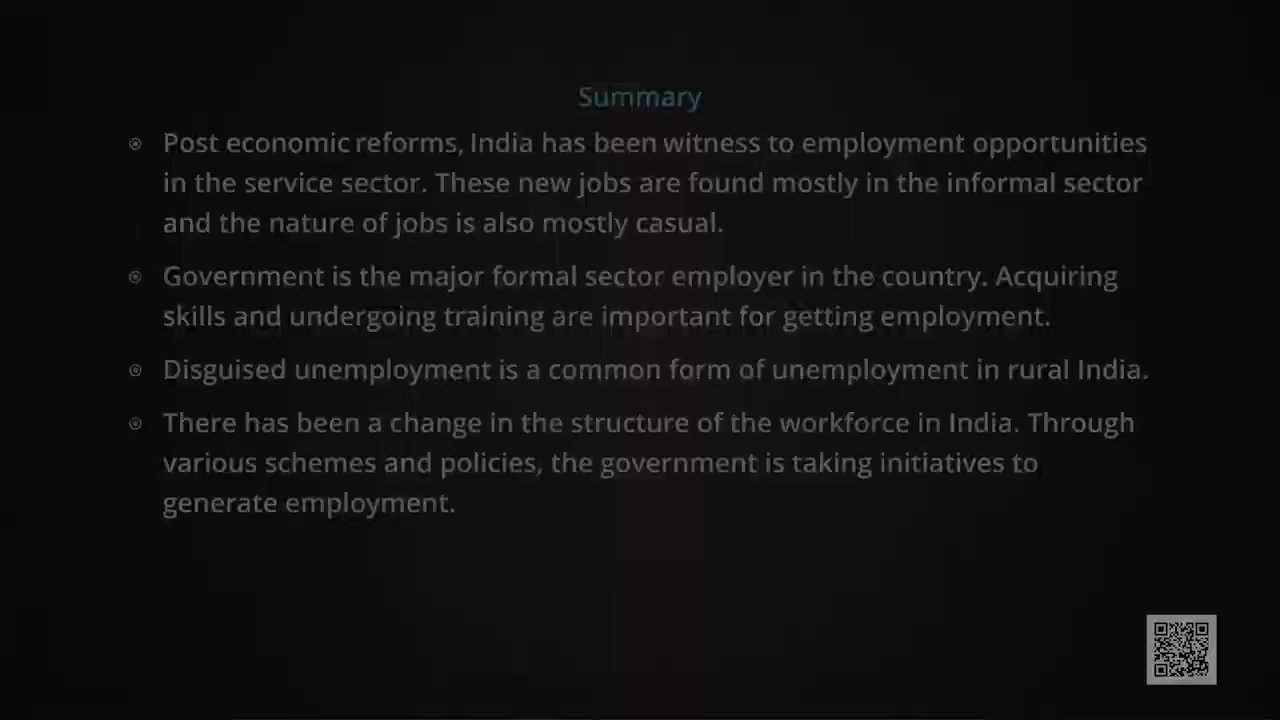 Summary
Post economic reforms, India has been witness to employment opportunities
in the service sector. These new jobs are found mostly in the informal sector
and the nature of jobs is also mostly casual.
Government is the major formal sector employer in the country. Acquiring
skills and undergoing training are important for getting employment.
Disguised unemployment is a common form of unemployment in rural India.
There has been a change in the structure of the workforce in India. Through
various schemes and policies, the government is taking initiatives to
generate employment.